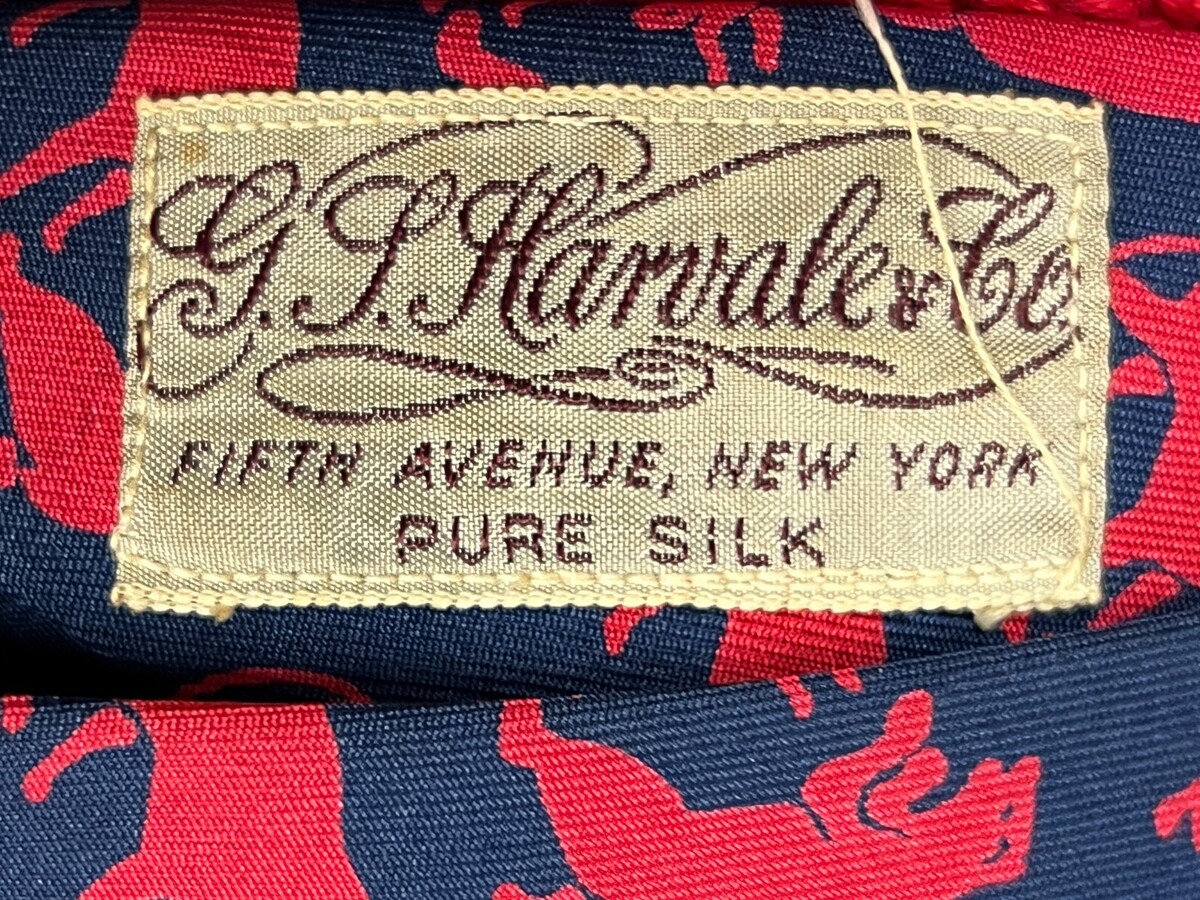 G. L. Harvale & Co.
FIFTH AVENUE, NEW YORK
PURE SILK